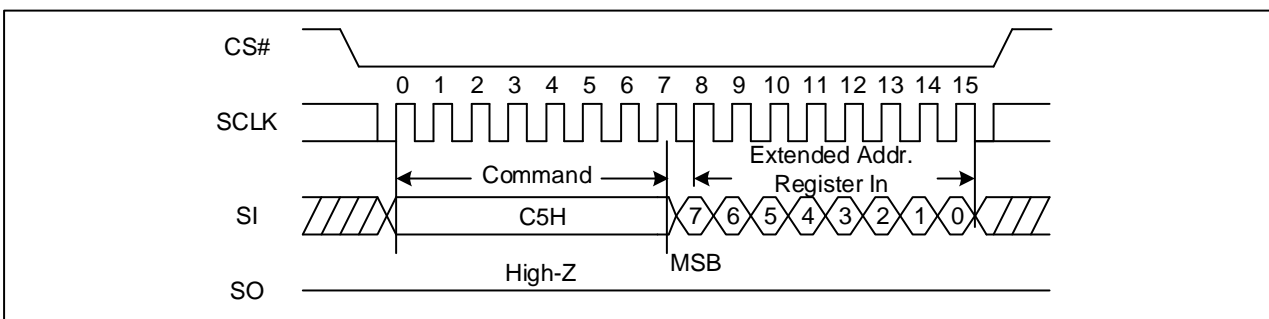 CS#
0 1 2 3 4 5 6 7 8 9 10 11 12 13 14 15
SCLK
Command
Extended Addr.
Register In
SI
C5H
7 6 5 4 3 2 1 0
MSB
High-Z
SO